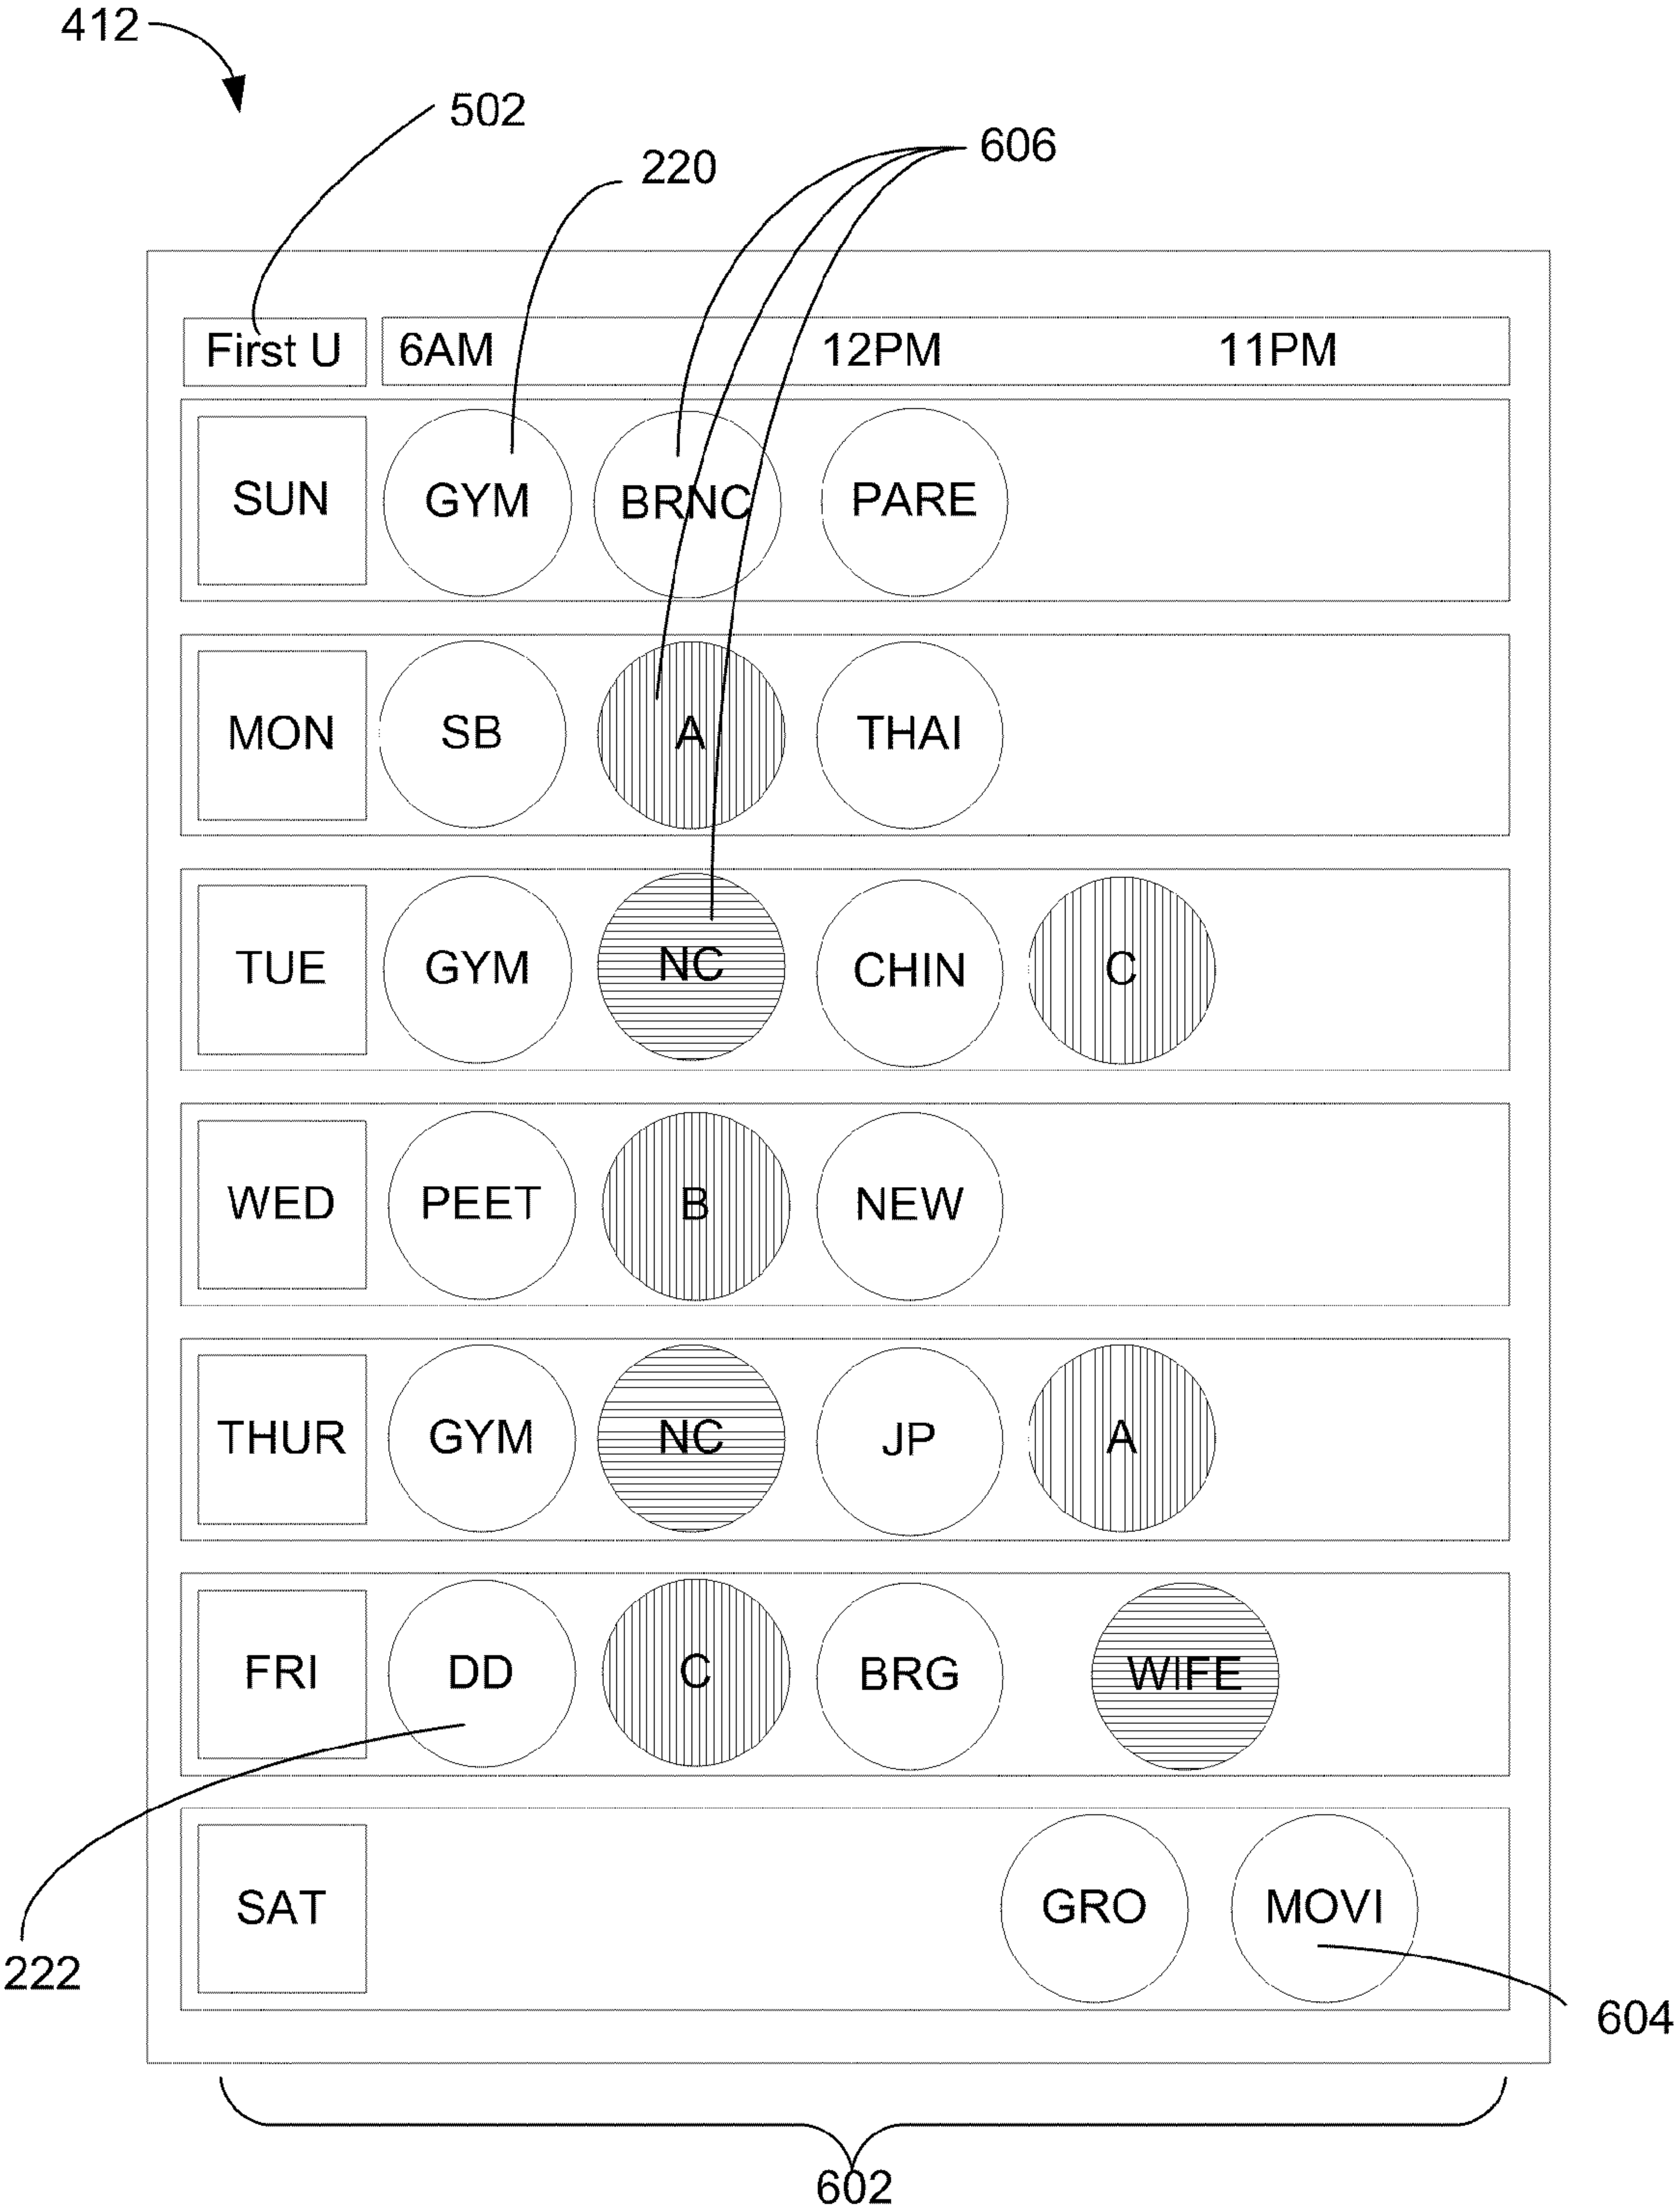 412
502
220
606
First U 6AM 12PM 11PM
SUN GYM BRNC PARE
MON SB A THAI
TUE GYM NC CHIN C
WED PEET B NEW
THUR GYM NC JP A
FRI DD C BRG WIFE
SAT GRO MOVI
222
604
602